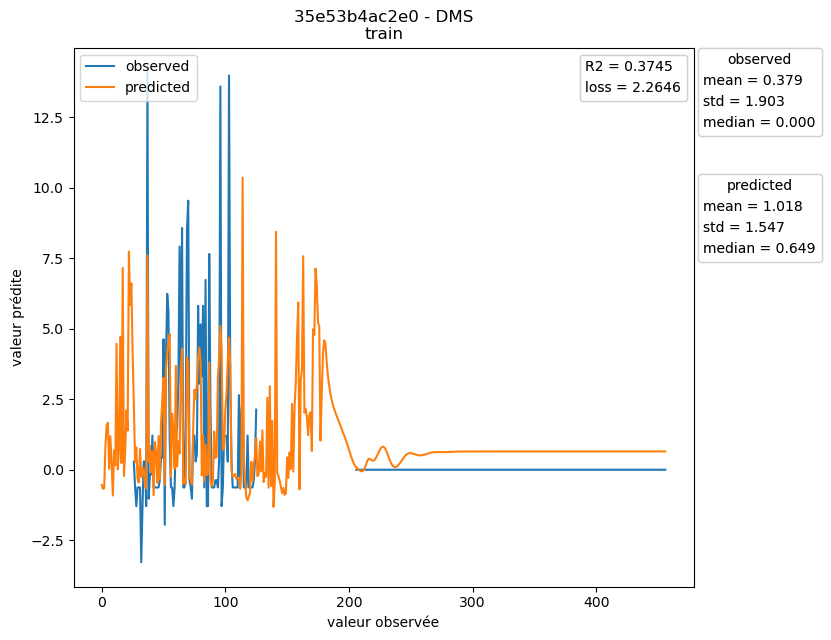 35e53b4ac2e0 - DMS
train
observed
predicted
R2 = 0.3745
loss = 2.2646
observed
mean = 0.379
std = 1.903
median = 0.000
predicted
mean = 1.018
std = 1.547
median = 0.649
valeur prédite
12.5
10.0
7.5
5.0
2.5
0.0
−2.5
0
100
200
300
400
valeur observée